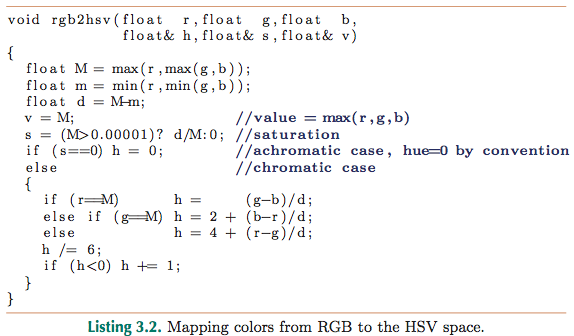 void rgb2hsv(float r,float g,float b,
float& h,float& s,float& v)
{
float M = max(r,max(g,b));
float m = min(r,min(g,b));
float d = M-m;
v = M; //value = max(r,g,b)
s = (M>0.00001)? d/M:0; //saturation
if (s==0) h = 0; //achromatic case, hue=0 by convention
else //chromatic case
{
if (r==M) h = (g-b)/d;
else if (g==M) h = 2 + (b-r)/d;
else h = 4 + (r-g)/d;
h /= 6;
if (h<0) h += 1;
}
}
Listing 3.2. Mapping colors from RGB to the HSV space.